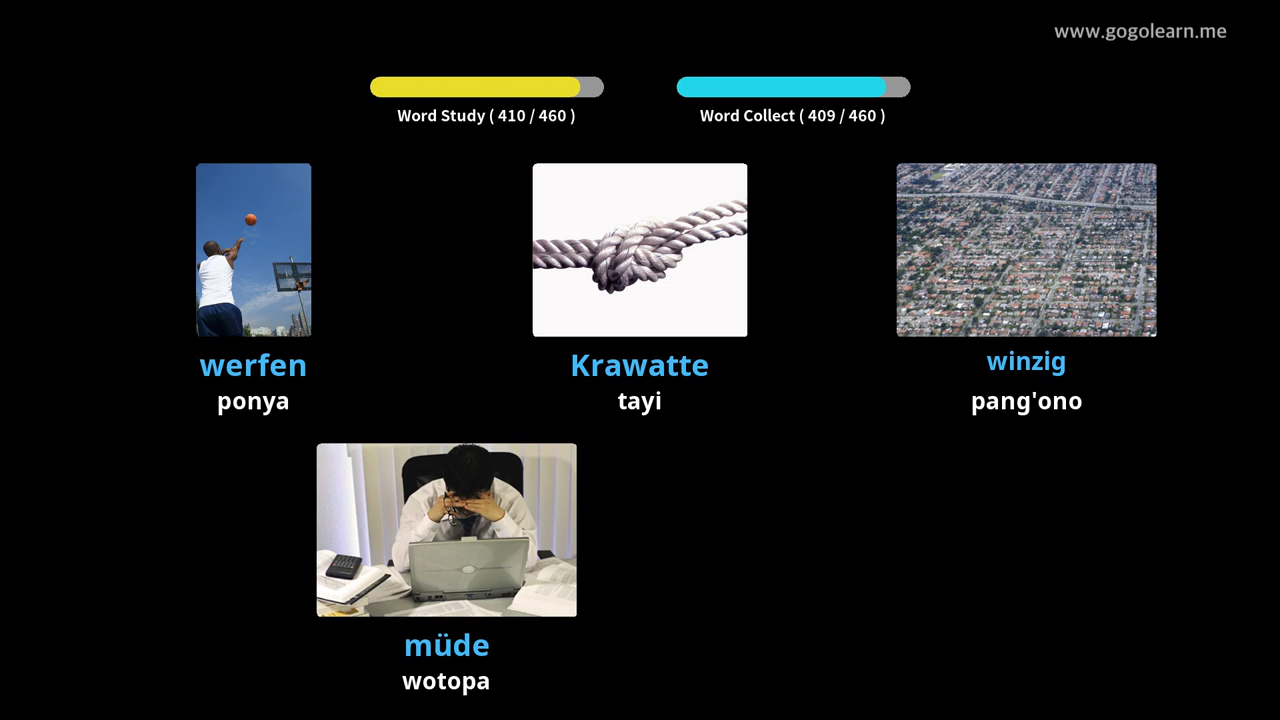 www.gogolearn.me
Word Study ( 410 / 460 )
Word Collect ( 409 / 460 )
werfen
ponya
Krawatte
tayi
winzig
pang'ono
müde
wotopa